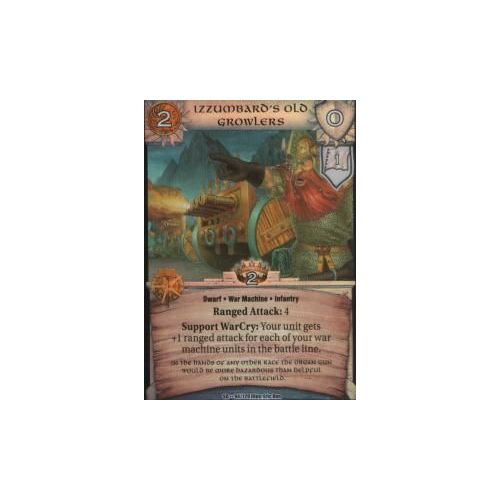 IZZUMBARD'S OLD
GROWLERS
2
0
1
2
Dwarf • War Machine • Infantry
Ranged Attack: 4
Support WarCry: Your unit gets
+1 ranged attack for each of your war
machine units in the battle line.
IN THE HANDS OF ANY OTHER RACE THE ORGAN GUN
WOULD BE MORE HAZARDOUS THAN HELPFUL
ON THE BATTLEFIELD.